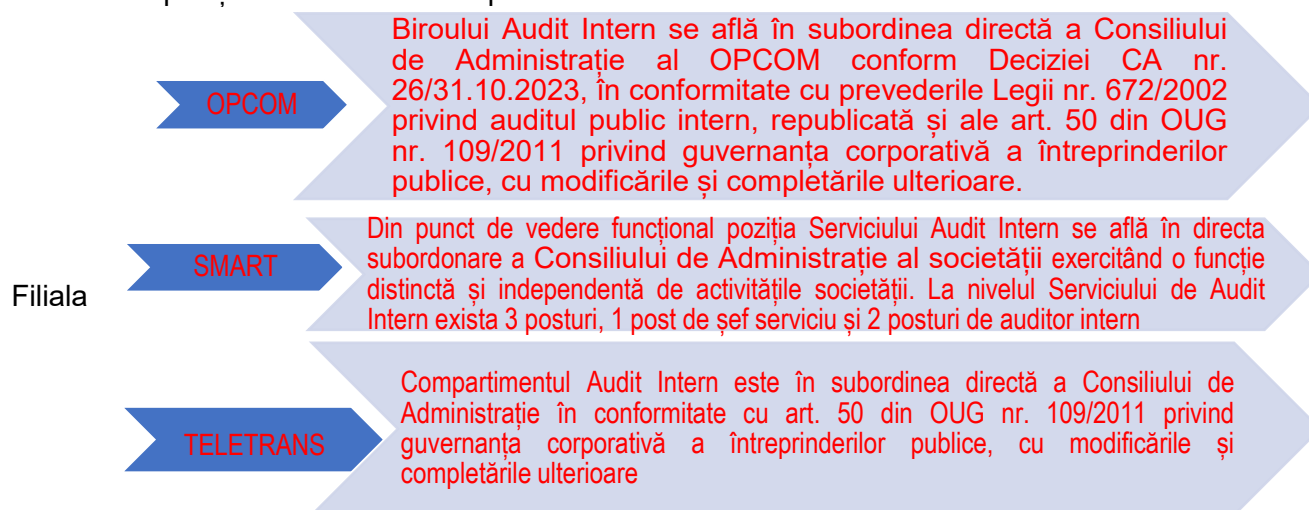 OPCOM
Biroului Audit Intern se află în subordinea directă a Consiliului
de Administrație al OPCOM conform Deciziei CA nr.
26/31.10.2023, în conformitate cu prevederile Legii nr. 672/2002
privind auditul public intern, republicată și ale art. 50 din OUG
nr. 109/2011 privind guvernanța corporativă a întreprinderilor
publice, cu modificările și completările ulterioare.
Filiala
SMART
Din punct de vedere funcțional poziția Serviciului Audit Intern se află în directa
subordonare a Consiliului de Administrație al societății exercitând o funcție
distinctă și independentă de activitățile societății. La nivelul Serviciului de Audit
Intern exista 3 posturi, 1 post de șef serviciu și 2 posturi de auditor intern
TELETRANS
Compartimentul Audit Intern este în subordinea directă a Consiliului de
Administrație în conformitate cu art. 50 din OUG nr. 109/2011 privind
guvernanța corporativă a întreprinderilor publice, cu modificările și
completările ulterioare